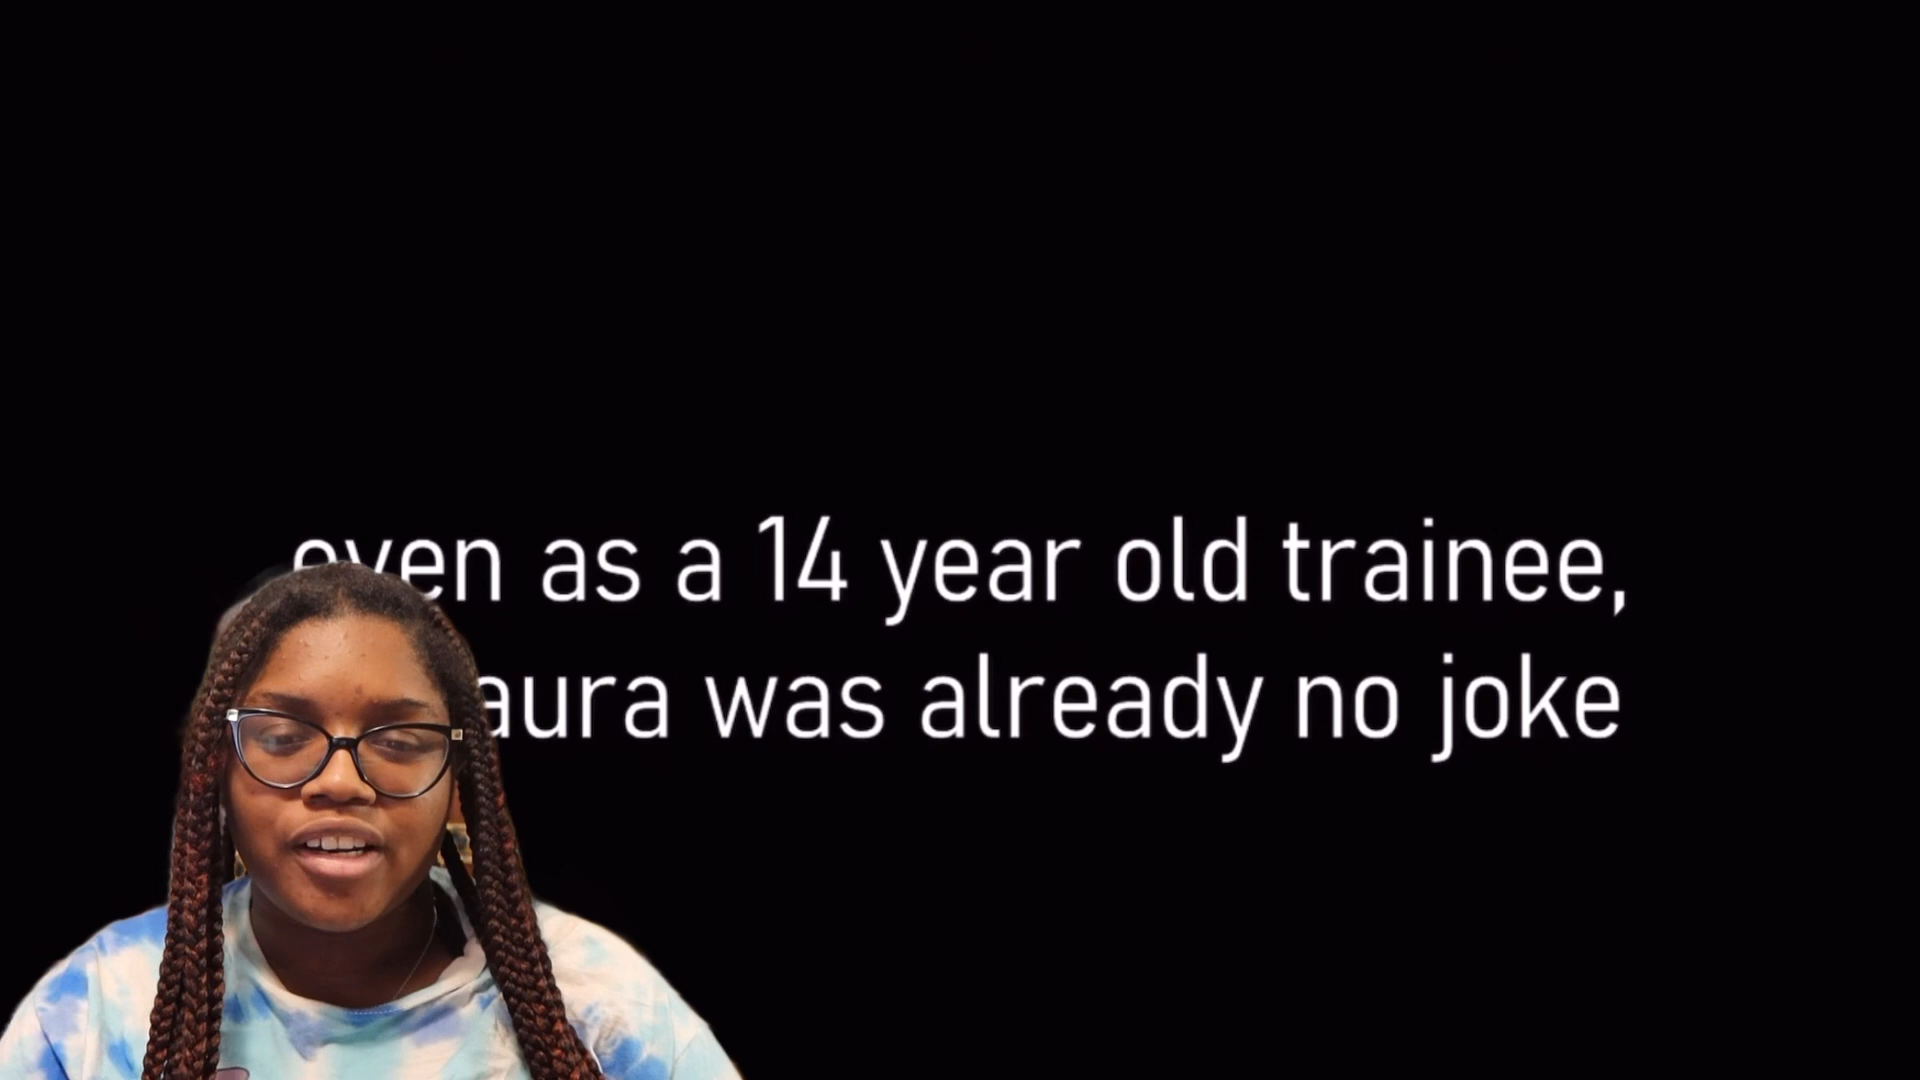 even as a 14 year old trainee,
aura was already no joke